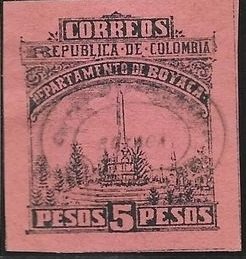 CORREOS
REPUBLICA · DE · COLOMBIA
DEPARTAMENTO DE BOYACA
PESOS 5 PESOS